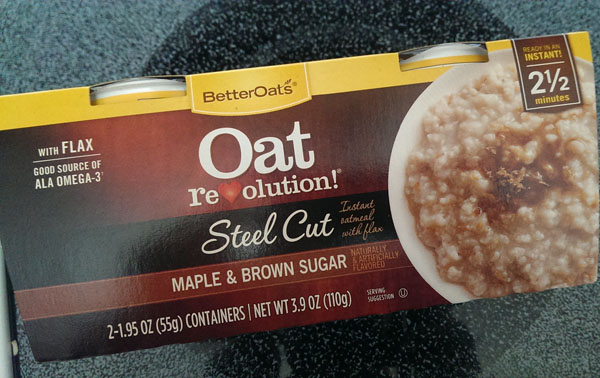 BetterOats®
READY IN AN
INSTANT!
2½
minutes
WITH FLAX
GOOD SOURCE OF
ALA OMEGA-3
Oat
re olution!®
Steel Cut
Instant
oatmeal
with flax
MAPLE & BROWN SUGAR
NATURALLY
& ARTIFICIALLY
FLAVORED
2-1.95 OZ (55g) CONTAINERS | NET WT 3.9 OZ (110g)
SERVING
SUGGESTION
U